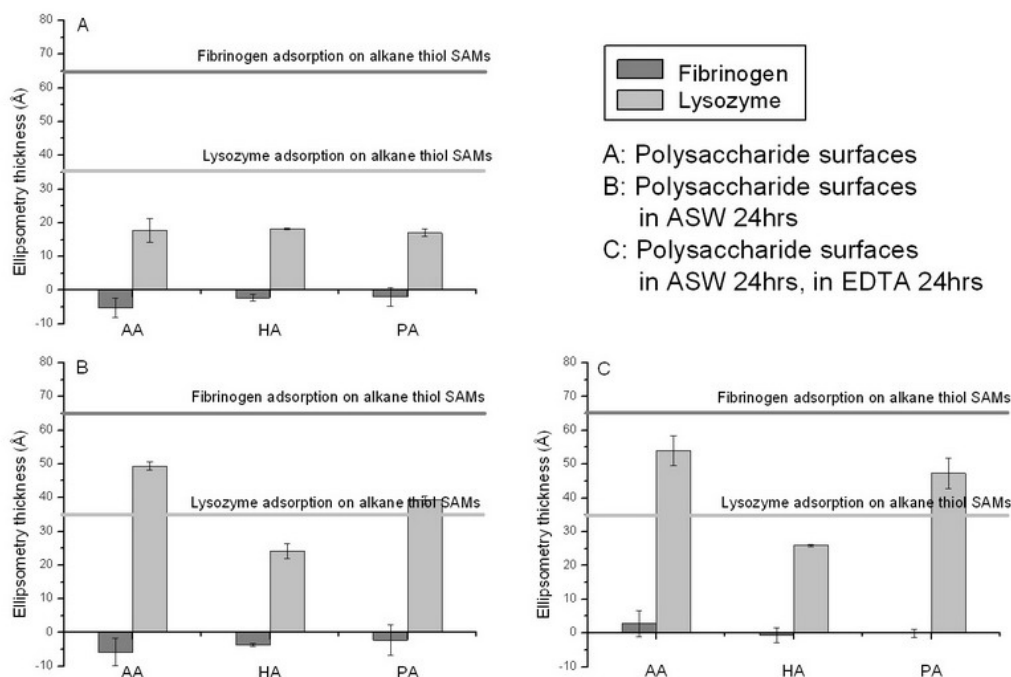 A
80
70
60
50
40
30
20
10
0
-10
Ellipsometry thickness (Å)
Fibrinogen adsorption on alkane thiol SAMs
Lysozyme adsorption on alkane thiol SAMs
AA HA PA
Fibrinogen
Lysozyme
A: Polysaccharide surfaces
B: Polysaccharide surfaces
in ASW 24hrs
C: Polysaccharide surfaces
in ASW 24hrs, in EDTA 24hrs
B
80
70
60
50
40
30
20
10
0
-10
Ellipsometry thickness (Å)
Fibrinogen adsorption on alkane thiol SAMs
Lysozyme adsorption on alkane thiol SAMs
AA HA PA
C
80
70
60
50
40
30
20
10
0
-10
Ellipsometry thickness (Å)
Fibrinogen adsorption on alkane thiol SAMs
Lysozyme adsorption on alkane thiol SAMs
AA HA PA